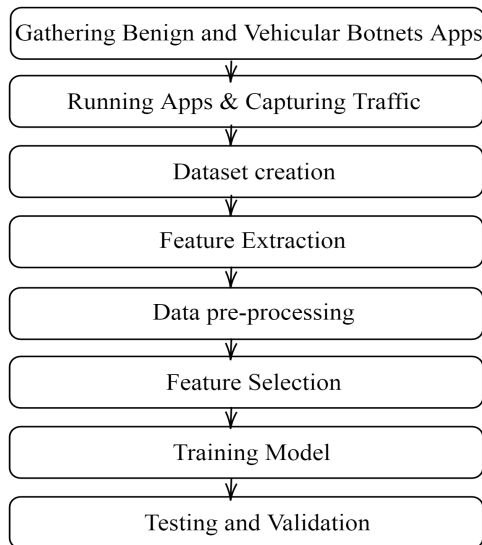 Gathering Benign and Vehicular Botnets Apps
Running Apps & Capturing Traffic
Dataset creation
Feature Extraction
Data pre-processing
Feature Selection
Training Model
Testing and Validation